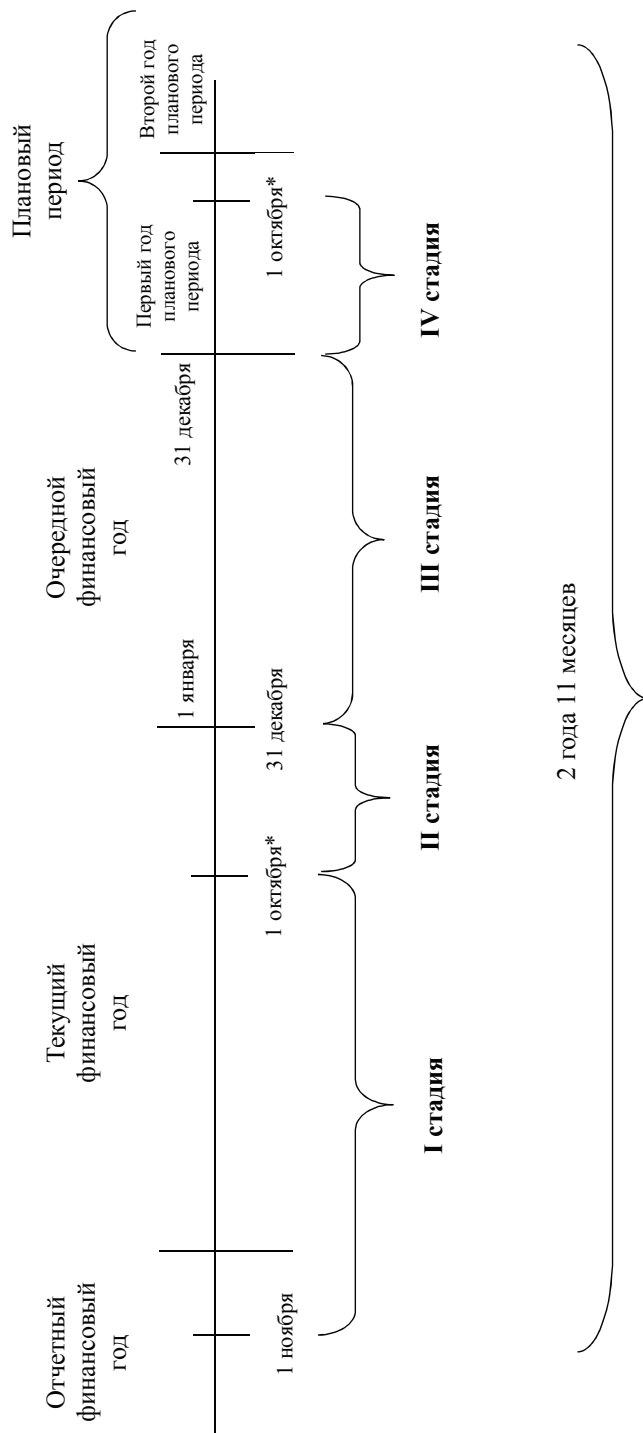 Отчетный
финансовый
год
Текущий
финансовый
год
Очередной
финансовый
год
Плановый
период
Первый год
планового
периода
Второй год
планового
периода
1 января
31 декабря
1 ноября
1 октября*
31 декабря
1 октября*
I стадия
II стадия
III стадия
IV стадия
2 года 11 месяцев